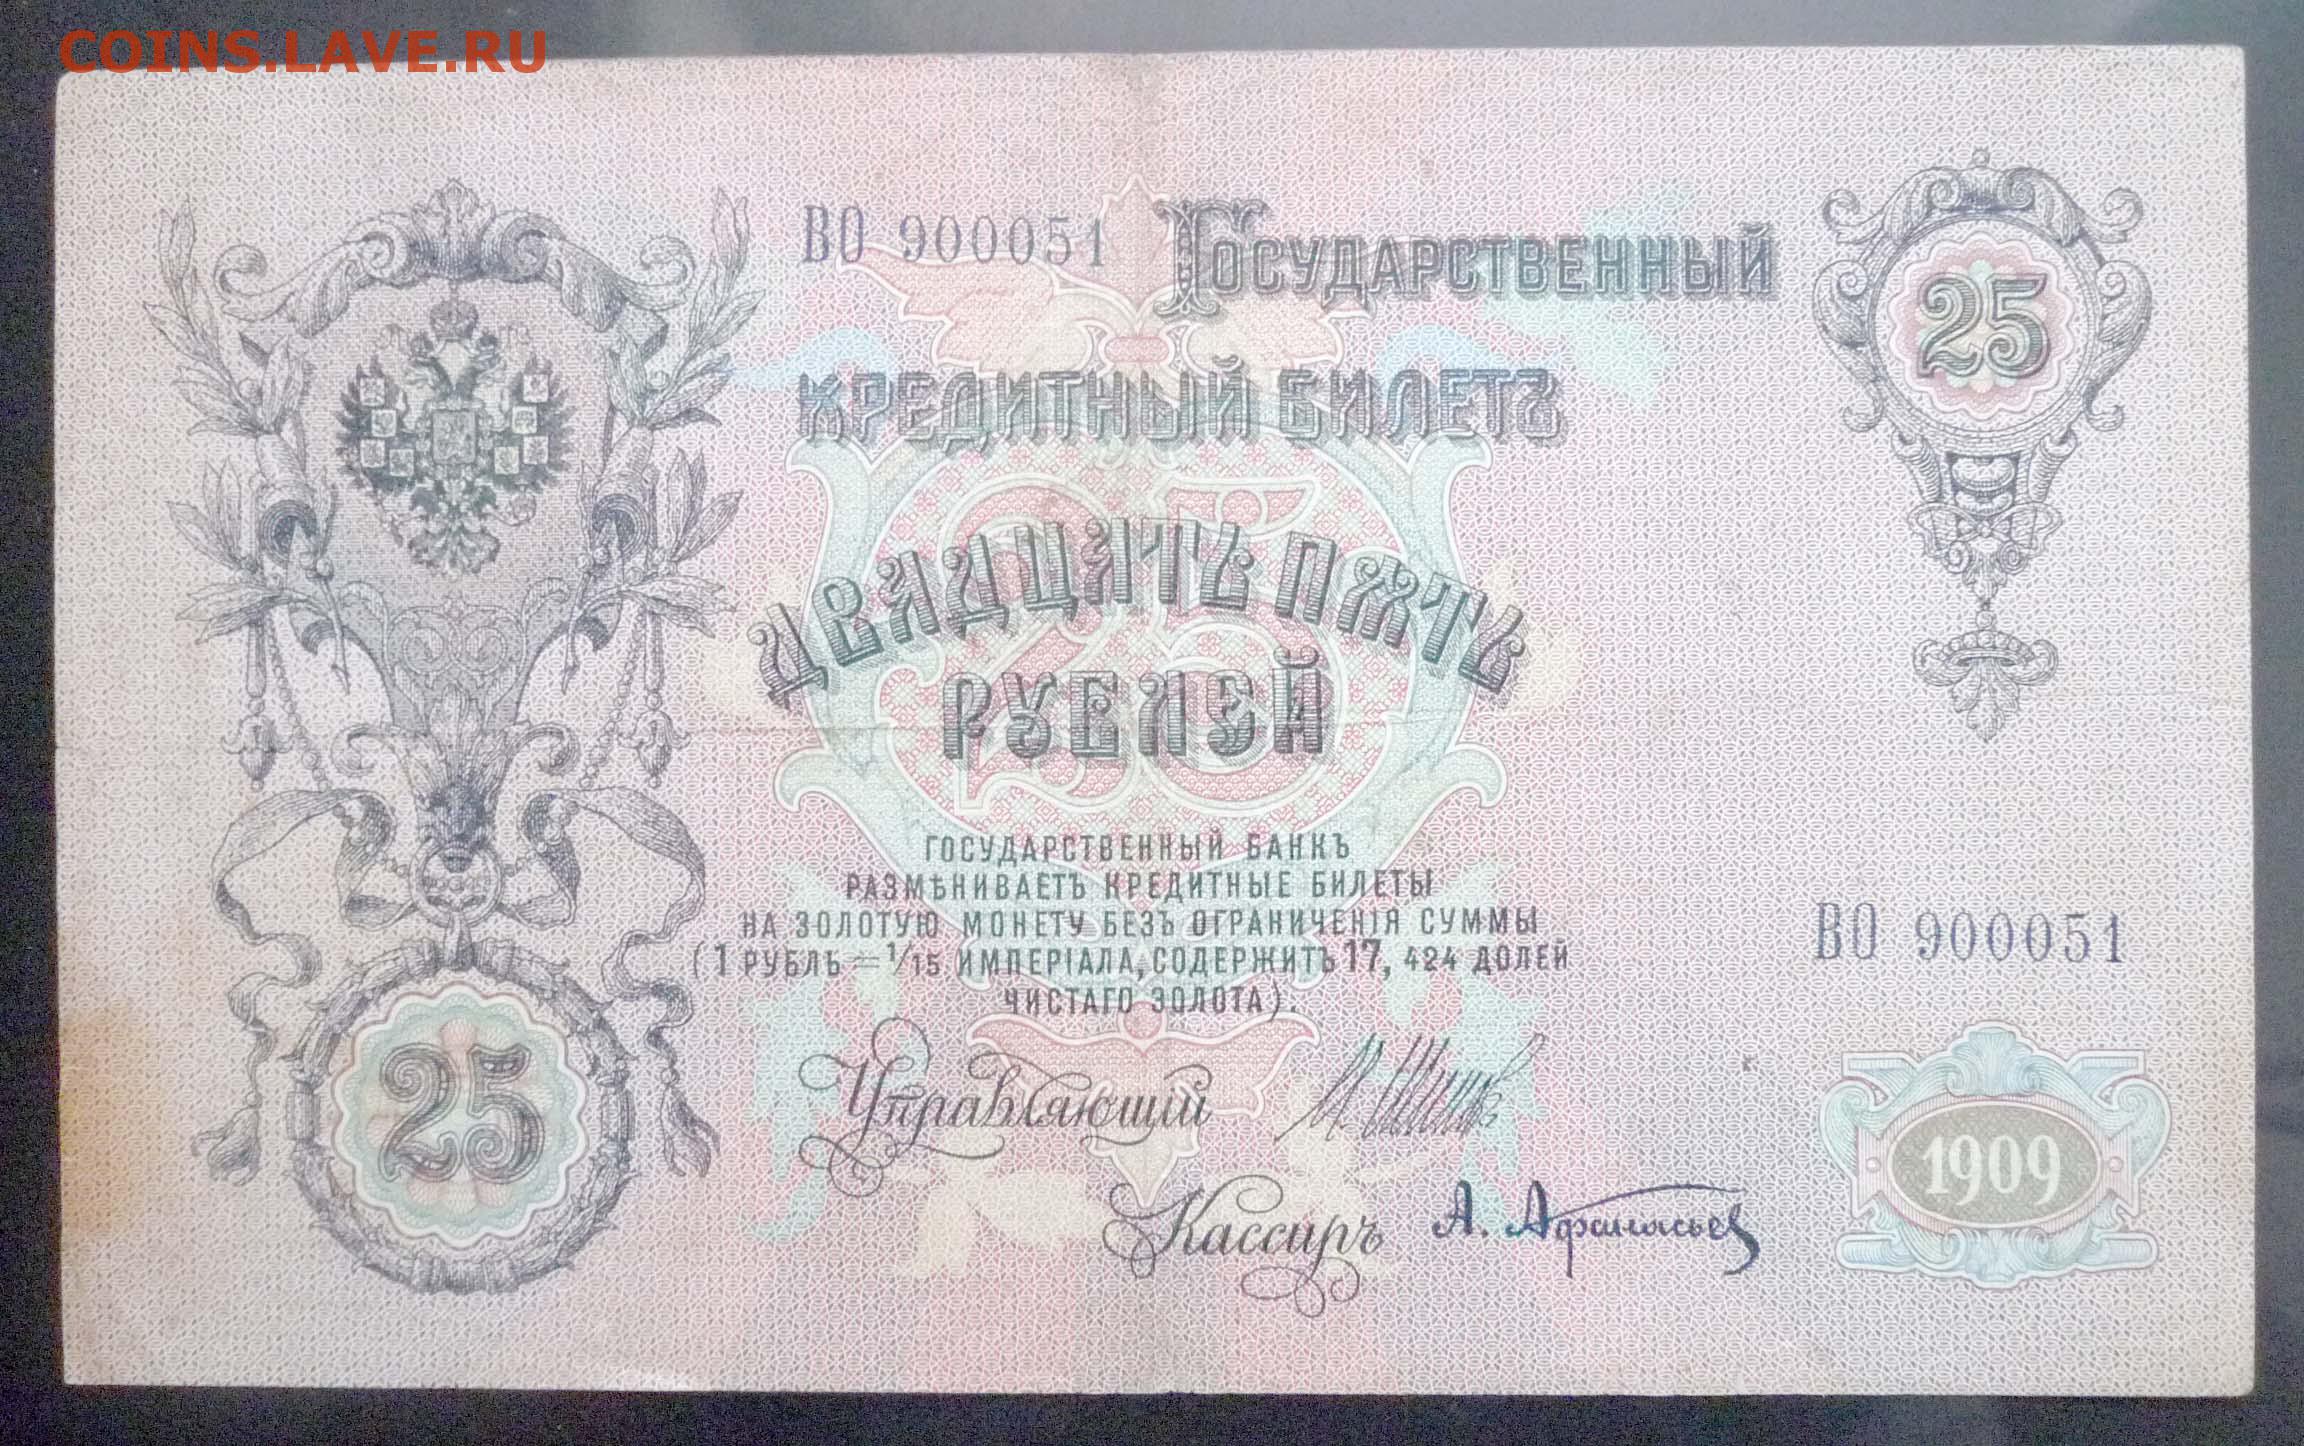 COINS.LAVE.RU
ВО 900051
Государственный
25
КРЕДИТНЫЙ БИЛЕТЪ
ДВАДЦАТЬ ПЯТЬ
РУБЛЕЙ
ГОСУДАРСТВЕННЫЙ БАНКЪ
РАЗМѢНИВАЕТЪ КРЕДИТНЫЕ БИЛЕТЫ
НА ЗОЛОТУЮ МОНЕТУ БЕЗЪ ОГРАНИЧЕНІЯ СУММЫ
(1 РУБЛЬ = 1/15 ИМПЕРІАЛА, СОДЕРЖИТЪ 17, 424 ДОЛЕЙ
ЧИСТАГО ЗОЛОТА).
ВО 900051
25
25
Управляющій
Кассиръ А. Афанасьев
1909